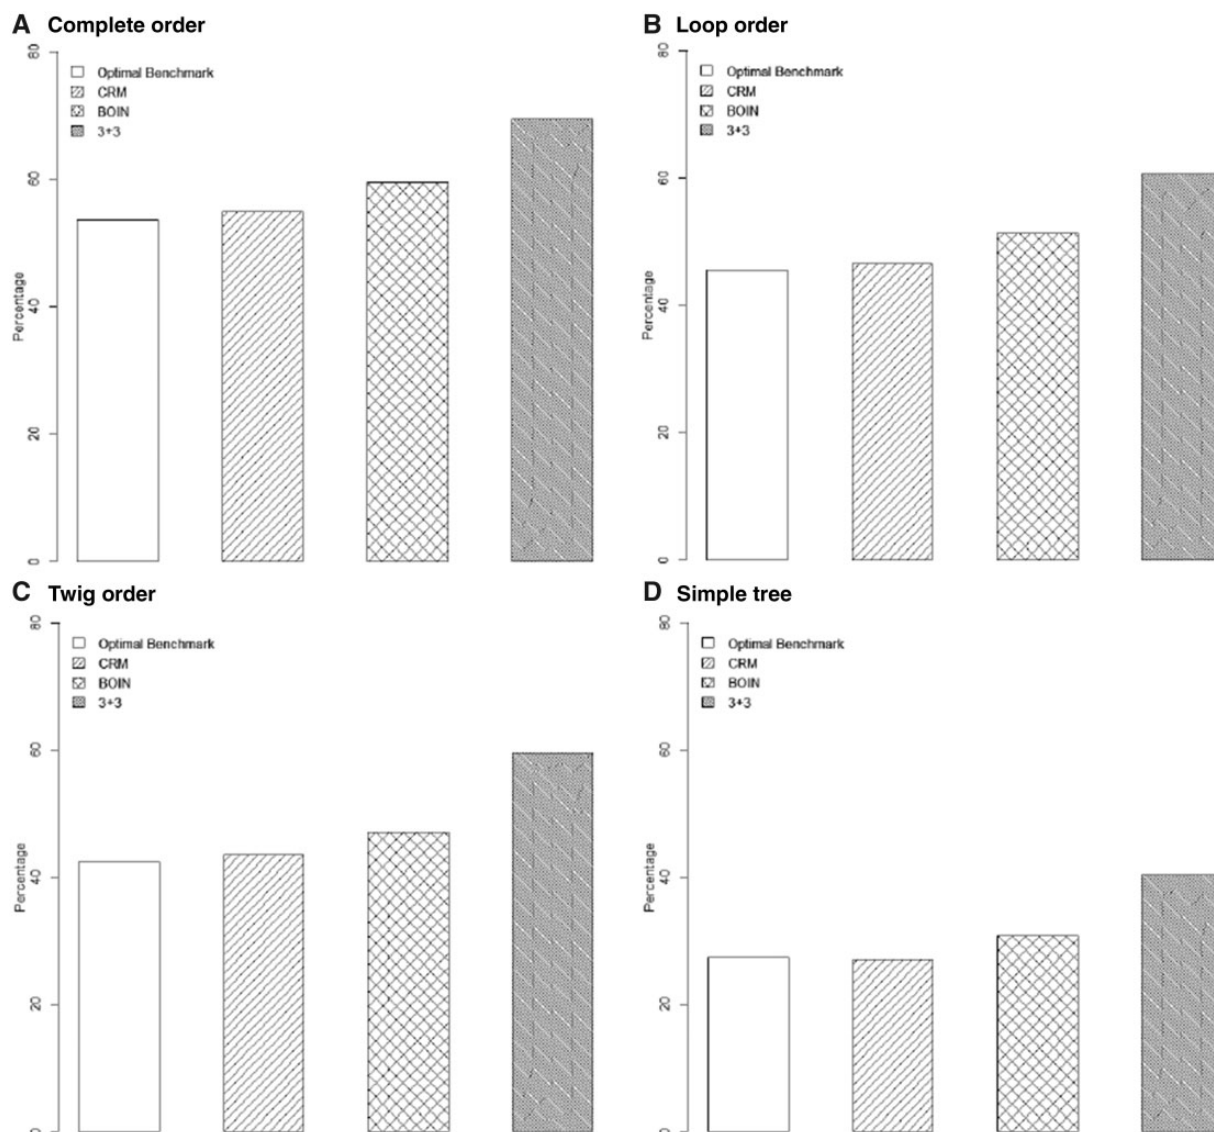 A Complete order
80
Optimal Benchmark
CRM
BOIN
3+3
60
40
20
0
Percentage
B Loop order
80
Optimal Benchmark
CRM
BOIN
3+3
60
40
20
0
Percentage
C Twig order
80
Optimal Benchmark
CRM
BOIN
3+3
60
40
20
0
Percentage
D Simple tree
80
Optimal Benchmark
CRM
BOIN
3+3
60
40
20
0
Percentage